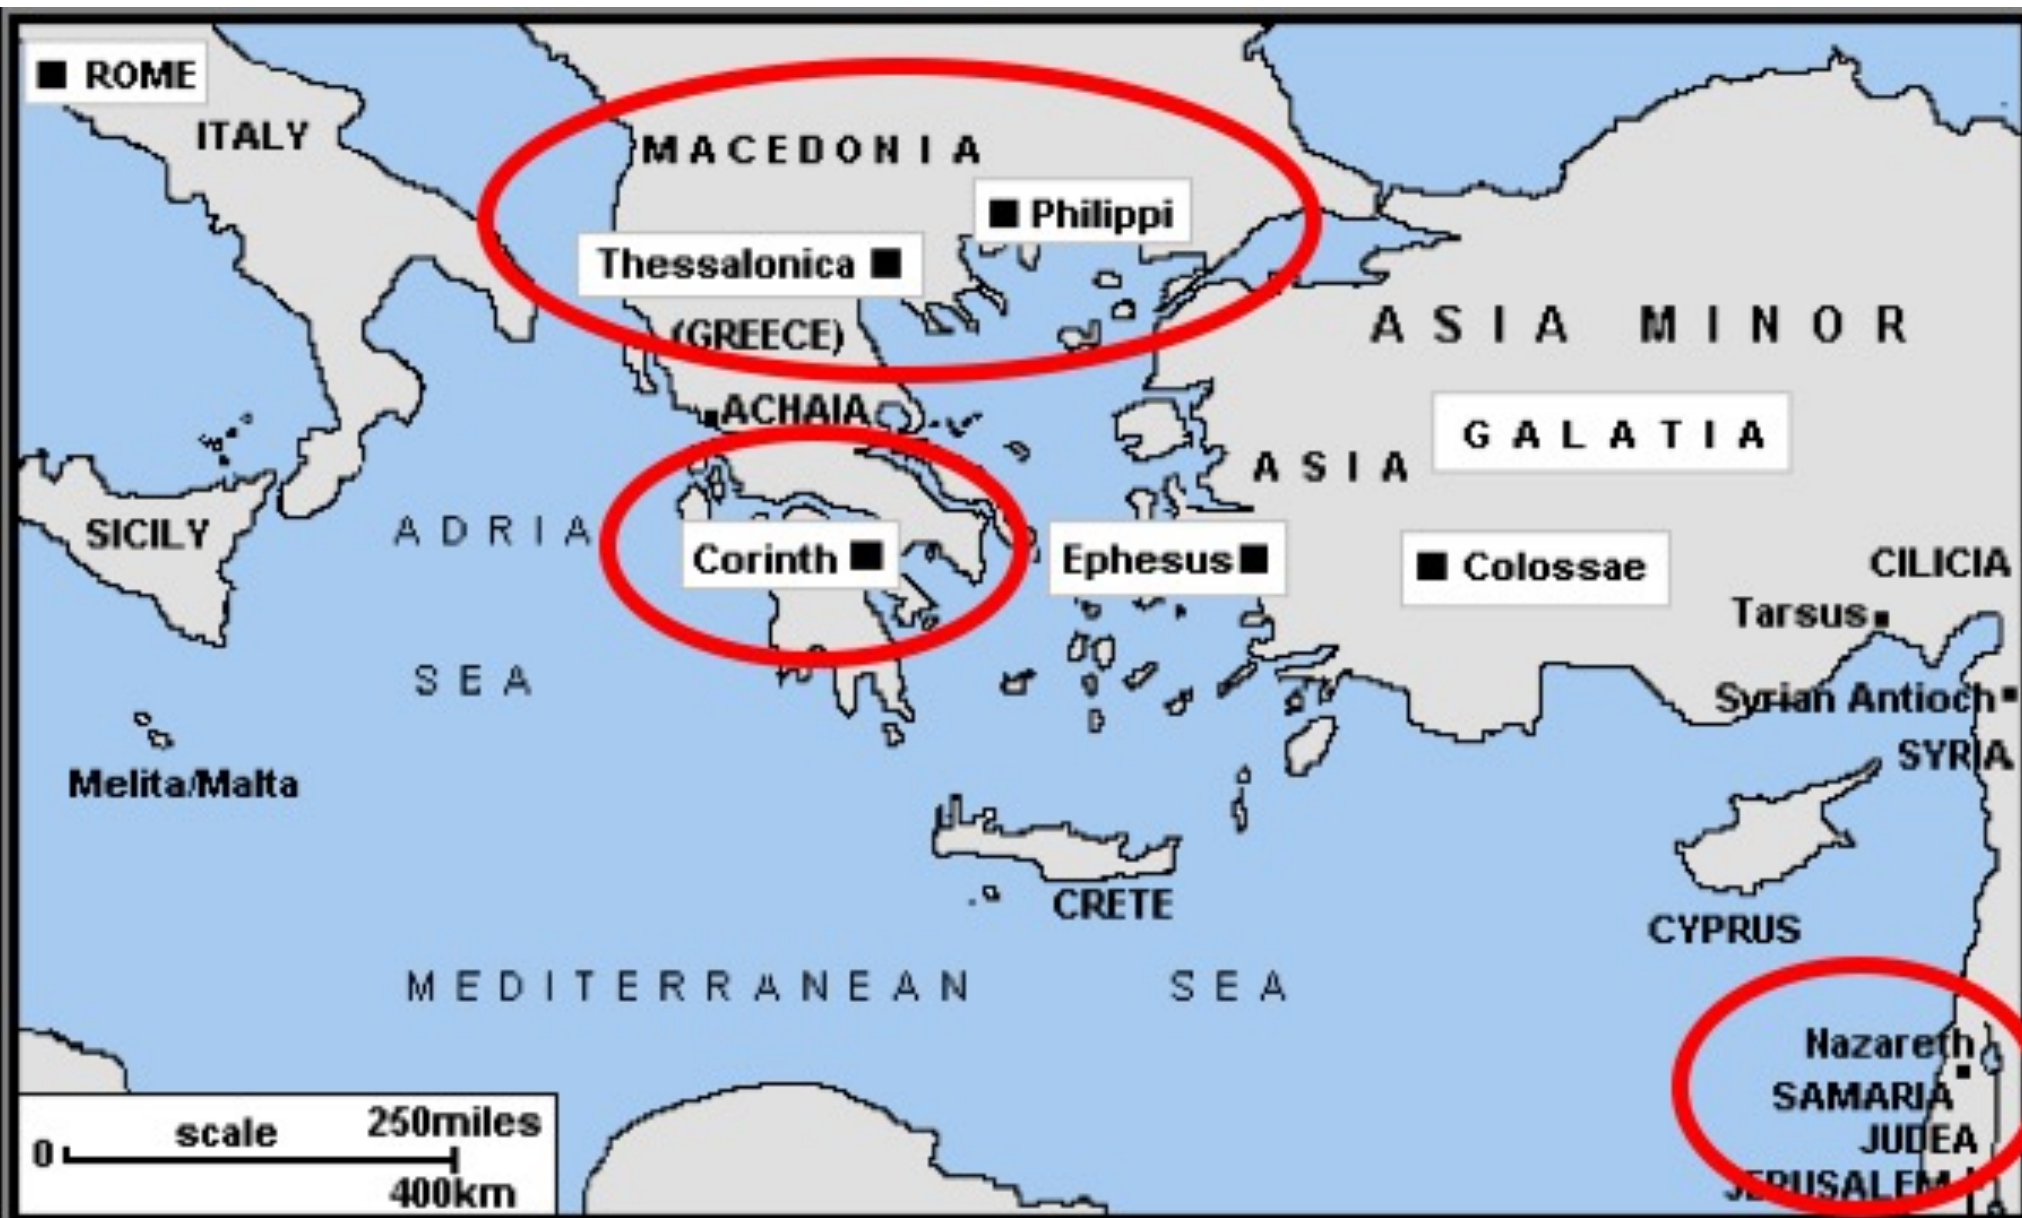 ROME
ITALY
MACEDONIA
Philippi
Thessalonica
(GREECE)
ASIA MINOR
ACHAIA
GALATIA
ASIA
SICILY
ADRIA
Corinth
Ephesus
Colossae
CILICIA
Tarsus
SEA
Syrian Antioch
SYRIA
Melita/Malta
CRETE
CYPRUS
MEDITERRANEAN SEA
Nazareth
SAMARIA
JUDEA
JERUSALEM
scale
250miles
0
400km